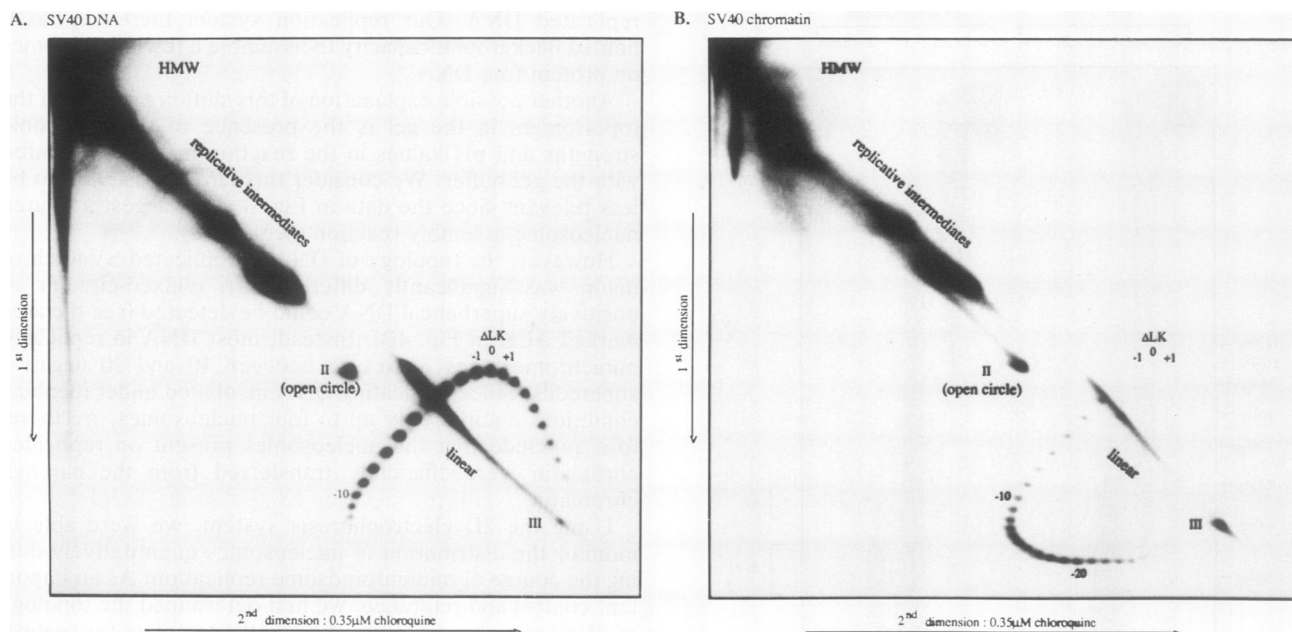 A. SV40 DNA
HMW
replicative intermediates
1st dimension
ΔLK
-1 0 +1
(open circle)
linear
-10
III
2nd dimension : 0.35µM chloroquine
B. SV40 chromatin
HMW
replicative intermediates
1st dimension
ΔLK
-1 0 +1
II
(open circle)
linear
-10
III
-20
2nd dimension : 0.35µM chloroquine